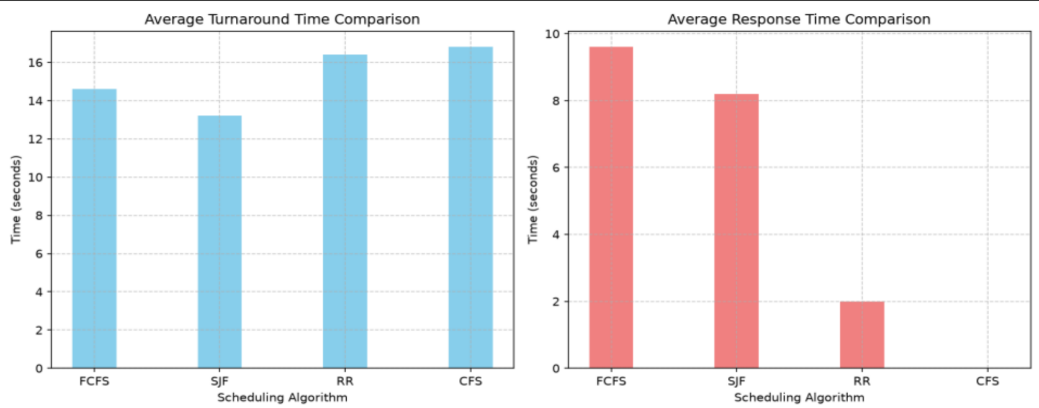 Average Turnaround Time Comparison
Time (seconds)
16
14
12
10
8
6
4
2
0
FCFS SJF RR CFS
Scheduling Algorithm
Average Response Time Comparison
Time (seconds)
10
8
6
4
2
0
FCFS SJF RR CFS
Scheduling Algorithm